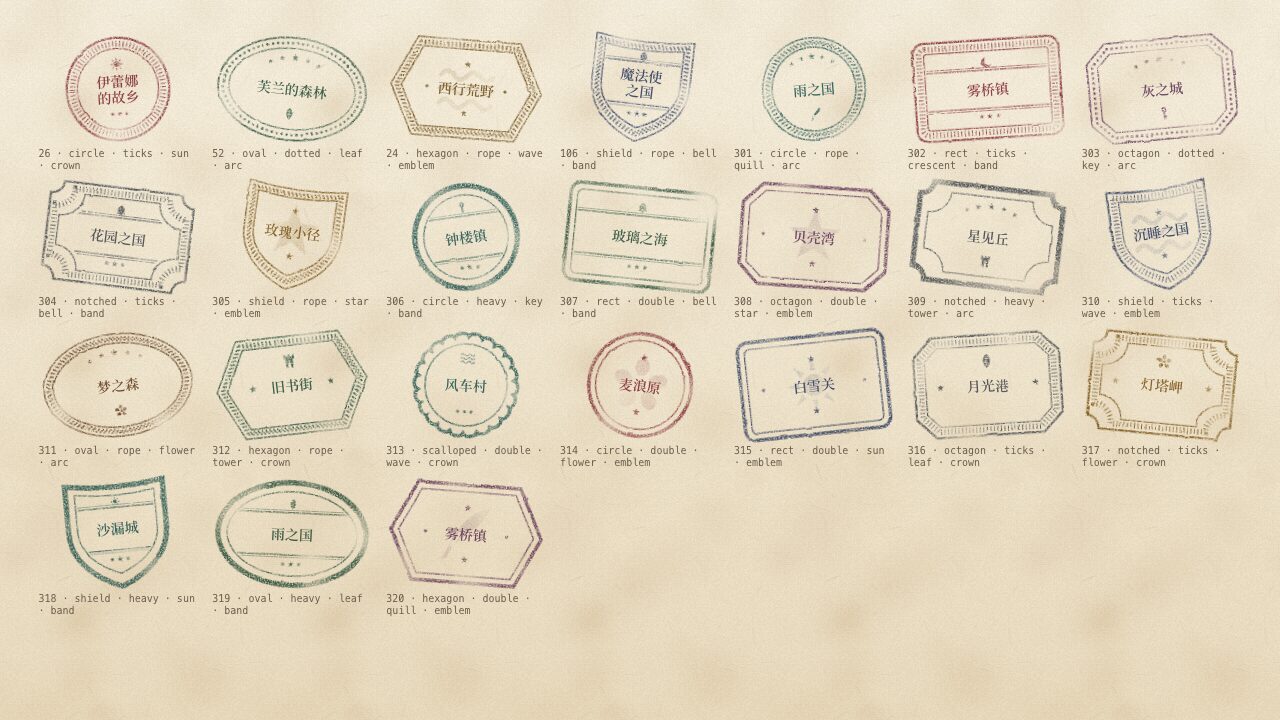 伊蕾娜
的故乡
26 · circle · ticks · sun
· crown
芙兰的森林
52 · oval · dotted · leaf
· arc
西行荒野
24 · hexagon · rope · wave
· emblem
魔法使
之国
106 · shield · rope · bell
· band
雨之国
301 · circle · rope ·
quill · arc
雾桥镇
302 · rect · ticks ·
crescent · band
灰之城
303 · octagon · dotted ·
key · arc
花园之国
304 · notched · ticks ·
bell · band
玫瑰小径
305 · shield · rope · star
· emblem
钟楼镇
306 · circle · heavy · key
· band
玻璃之海
307 · rect · double · bell
· band
贝壳湾
308 · octagon · double ·
star · emblem
星见丘
309 · notched · heavy ·
tower · arc
沉睡之国
310 · shield · ticks ·
wave · emblem
梦之森
311 · oval · rope · flower
· arc
旧书街
312 · hexagon · rope ·
tower · crown
风车村
313 · scalloped · double ·
wave · crown
麦浪原
314 · circle · double ·
flower · emblem
白雪关
315 · rect · double · sun
· emblem
月光港
316 · octagon · ticks ·
leaf · crown
灯塔岬
317 · notched · ticks ·
flower · crown
沙漏城
318 · shield · heavy · sun
· band
雨之国
319 · oval · heavy · leaf
· band
雾桥镇
320 · hexagon · double ·
quill · emblem